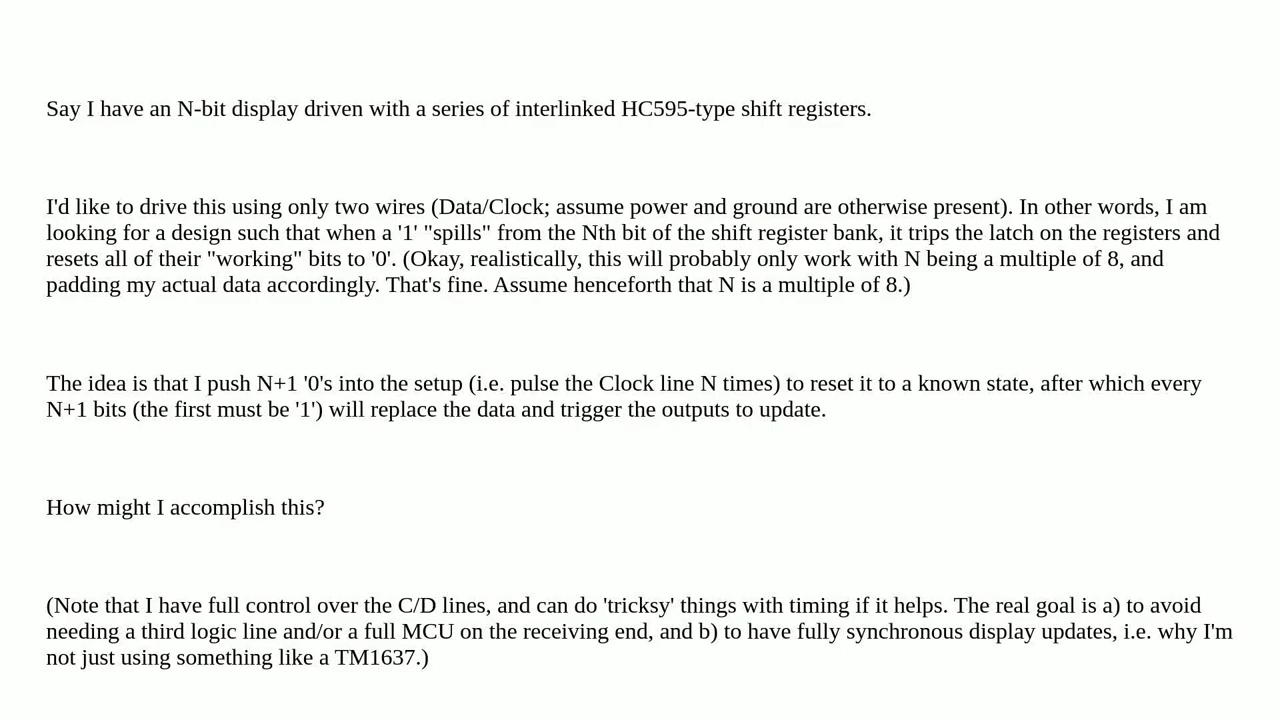 Say I have an N-bit display driven with a series of interlinked HC595-type shift registers.
I'd like to drive this using only two wires (Data/Clock; assume power and ground are otherwise present). In other words, I am
looking for a design such that when a '1' "spills" from the Nth bit of the shift register bank, it trips the latch on the registers and
resets all of their "working" bits to '0'. (Okay, realistically, this will probably only work with N being a multiple of 8, and
padding my actual data accordingly. That's fine. Assume henceforth that N is a multiple of 8.)
The idea is that I push N+1 '0's into the setup (i.e. pulse the Clock line N times) to reset it to a known state, after which every
N+1 bits (the first must be '1') will replace the data and trigger the outputs to update.
How might I accomplish this?
(Note that I have full control over the C/D lines, and can do 'tricksy' things with timing if it helps. The real goal is a) to avoid
needing a third logic line and/or a full MCU on the receiving end, and b) to have fully synchronous display updates, i.e. why I'm
not just using something like a TM1637.)